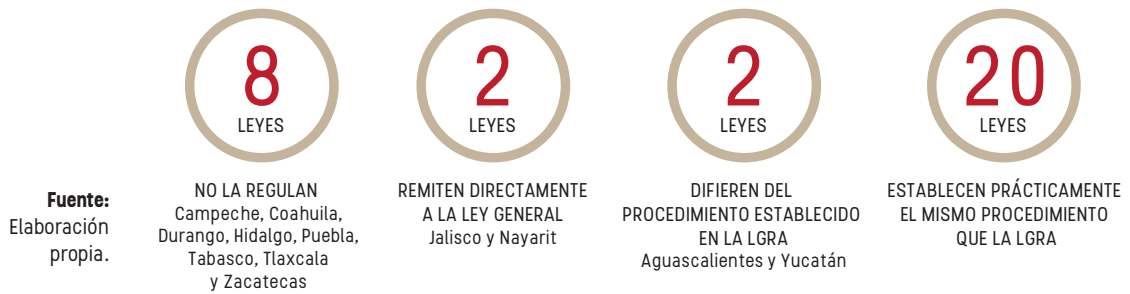 8
LEYES
NO LA REGULAN
Campeche, Coahuila,
Durango, Hidalgo, Puebla,
Tabasco, Tlaxcala
y Zacatecas
2
LEYES
REMITEN DIRECTAMENTE
A LA LEY GENERAL
Jalisco y Nayarit
2
LEYES
DIFIEREN DEL
PROCEDIMIENTO ESTABLECIDO
EN LA LGRA
Aguascalientes y Yucatán
20
LEYES
ESTABLECEN PRÁCTICAMENTE
EL MISMO PROCEDIMIENTO
QUE LA LGRA
Fuente:
Elaboración
propia.